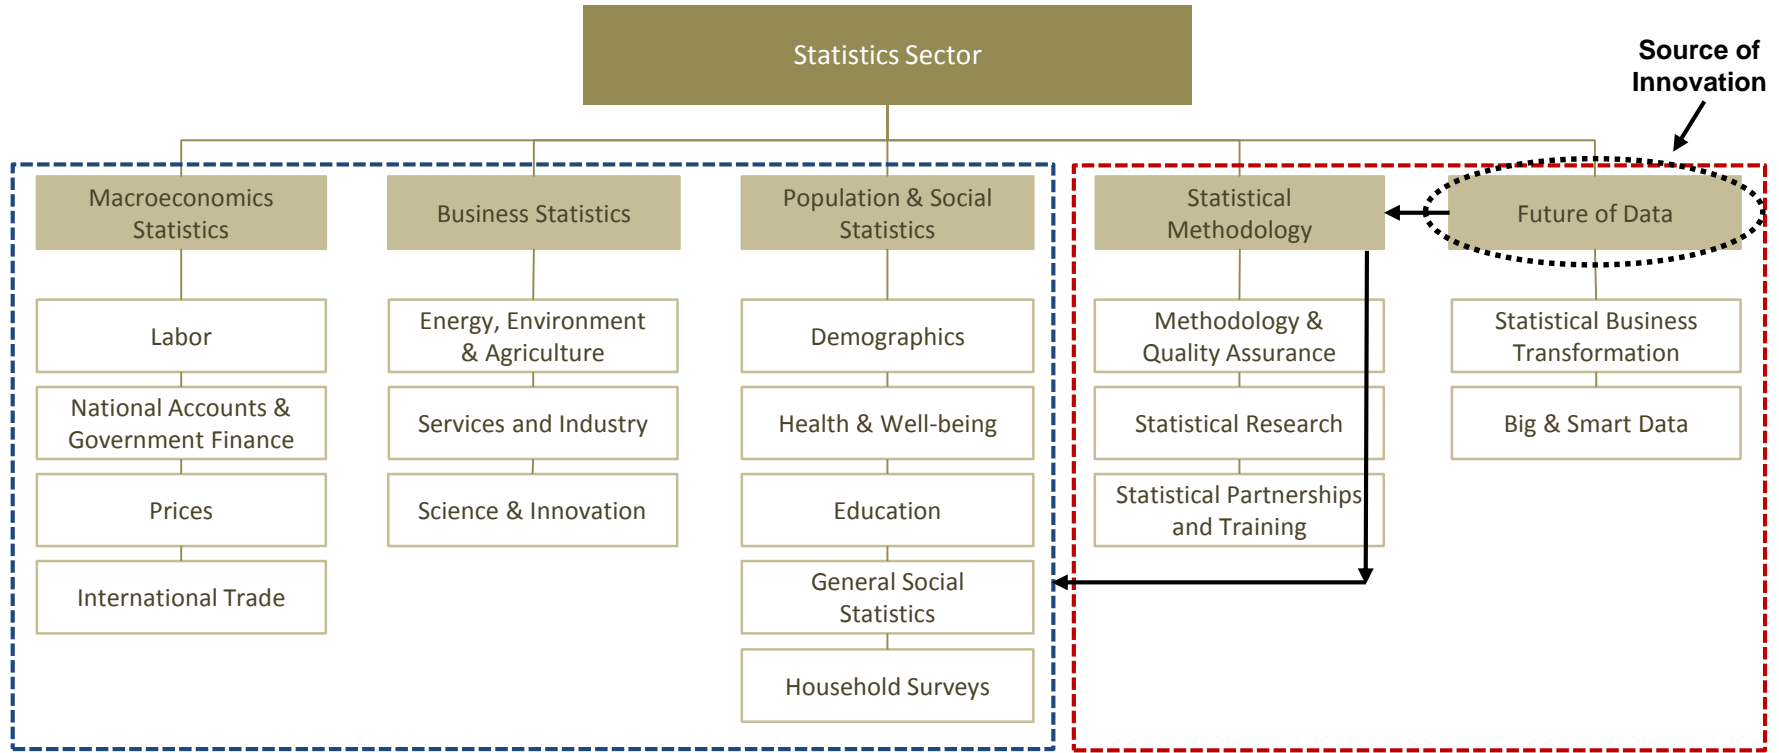 Statistics Sector
Source of
Innovation
Macroeconomics
Statistics
Labor
National Accounts &
Government Finance
Prices
International Trade
Business Statistics
Energy, Environment
& Agriculture
Services and Industry
Science & Innovation
Population & Social
Statistics
Demographics
Health & Well-being
Education
General Social
Statistics
Household Surveys
Statistical
Methodology
Methodology &
Quality Assurance
Statistical Research
Statistical Partnerships
and Training
Future of Data
Statistical Business
Transformation
Big & Smart Data